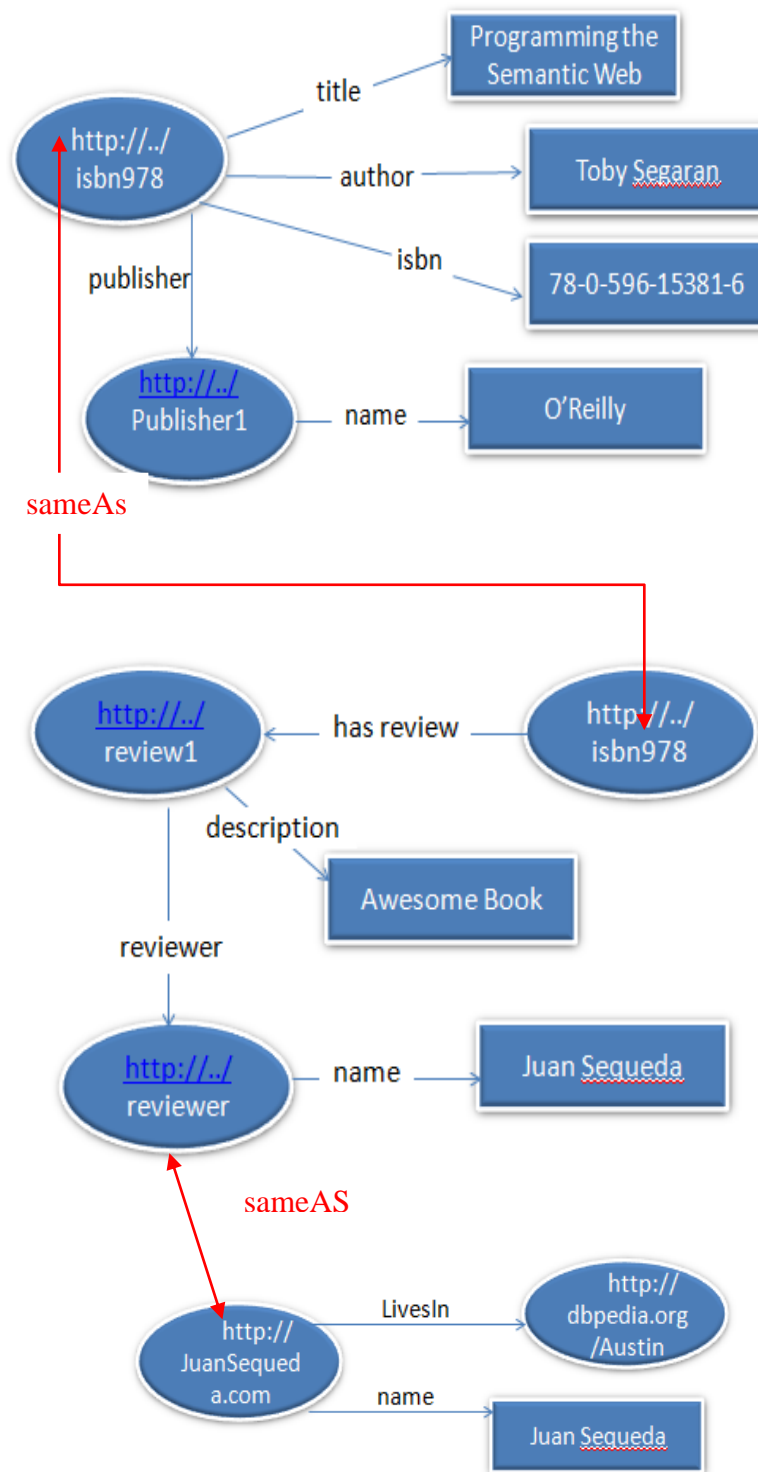 Programming the
Semantic Web
title
http://../
isbn978
author
Toby Segaran
isbn
78-0-596-15381-6
publisher
http://../
Publisher1
name
O'Reilly
sameAs
http://../
review1
has review
http://../
isbn978
description
Awesome Book
reviewer
http://../
reviewer
name
Juan Sequeda
sameAS
http://
JuanSequed
a.com
LivesIn
http://
dbpedia.org
/Austin
name
Juan Sequeda